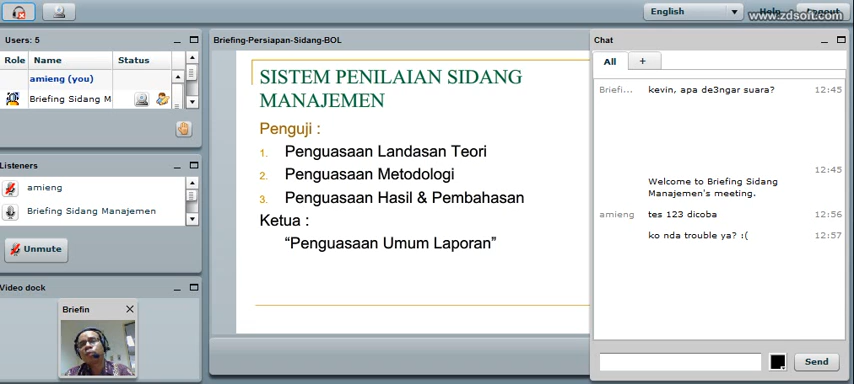 English
Help
Logout
www.zdsoft.com
Users: 5
Role Name Status
amieng (you)
Briefing Sidang M
Listeners
amieng
Briefing Sidang Manajemen
Unmute
Video dock
Briefin
Briefing-Persiapan-Sidang-BOL
SISTEM PENILAIAN SIDANG
MANAJEMEN
Penguji :
1. Penguasaan Landasan Teori
2. Penguasaan Metodologi
3. Penguasaan Hasil & Pembahasan
Ketua :
“Penguasaan Umum Laporan”
Chat
All +
Briefi... kevin, apa de3ngar suara? 12:45
12:45
Welcome to Briefing Sidang
Manajemen's meeting.
amieng tes 123 dicoba 12:56
ko nda trouble ya? :( 12:57
Send